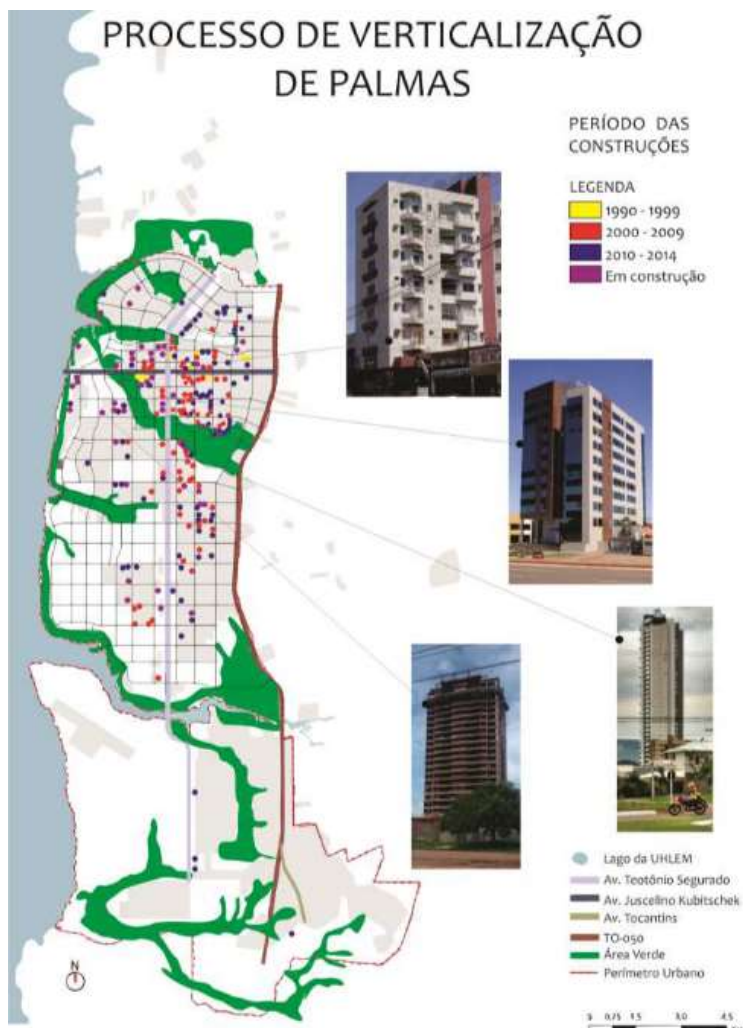 PROCESSO DE VERTICALIZAÇÃO
DE PALMAS
PERÍODO DAS
CONSTRUÇÕES
LEGENDA
1990 - 1999
2000 - 2009
2010 - 2014
Em construção
Lago da UHLEM
Av. Teotônio Segurado
Av. Juscelino Kubitschek
Av. Tocantins
TO-050
Área Verde
Perímetro Urbano
N
0,75 1,5 3,0 4,5